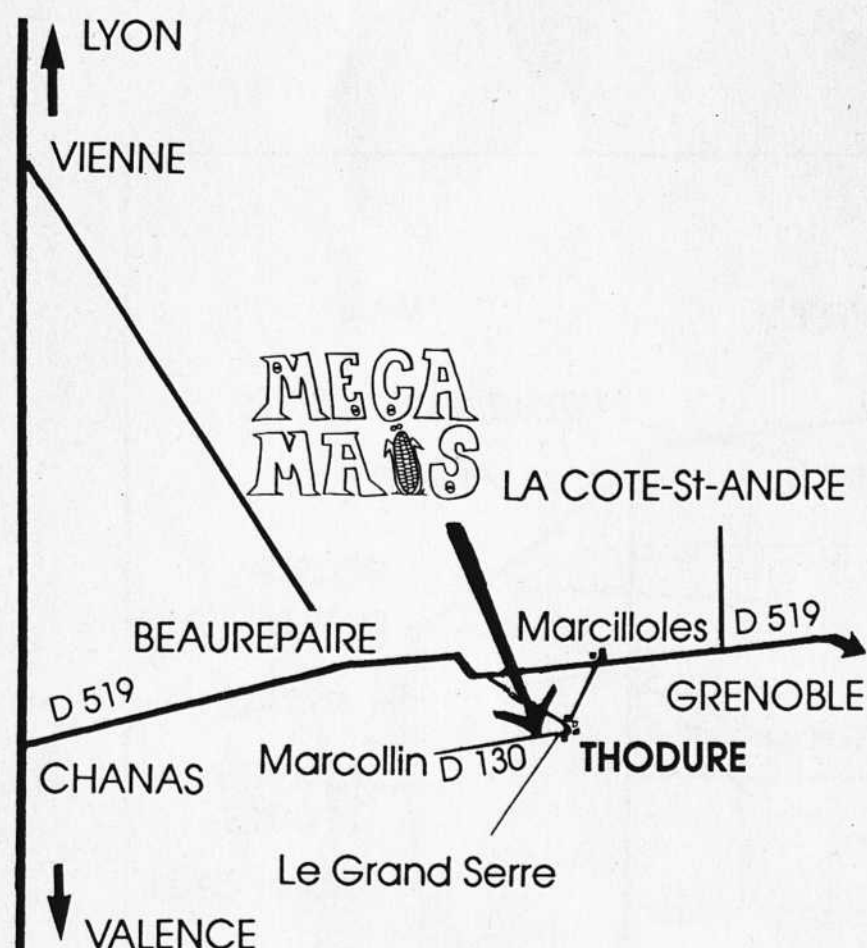 LYON
VIENNE
MEGA
MAIS
LA COTE-St-ANDRE
BEAUREPAIRE
Marcilloles
D 519
D 519
GRENOBLE
CHANAS
Marcollin
D 130
THODURE
Le Grand Serre
VALENCE